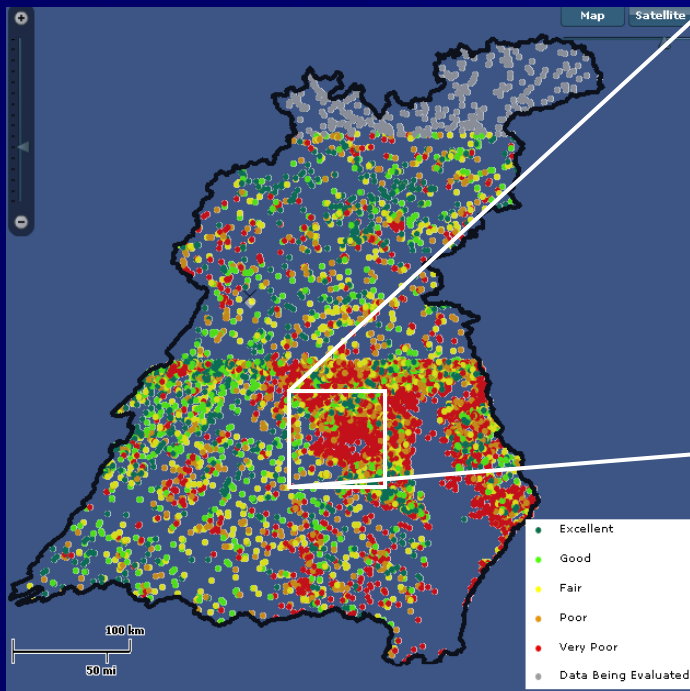 Map Satellite
100 km
50 mi
Excellent
Good
Fair
Poor
Very Poor
Data Being Evaluated